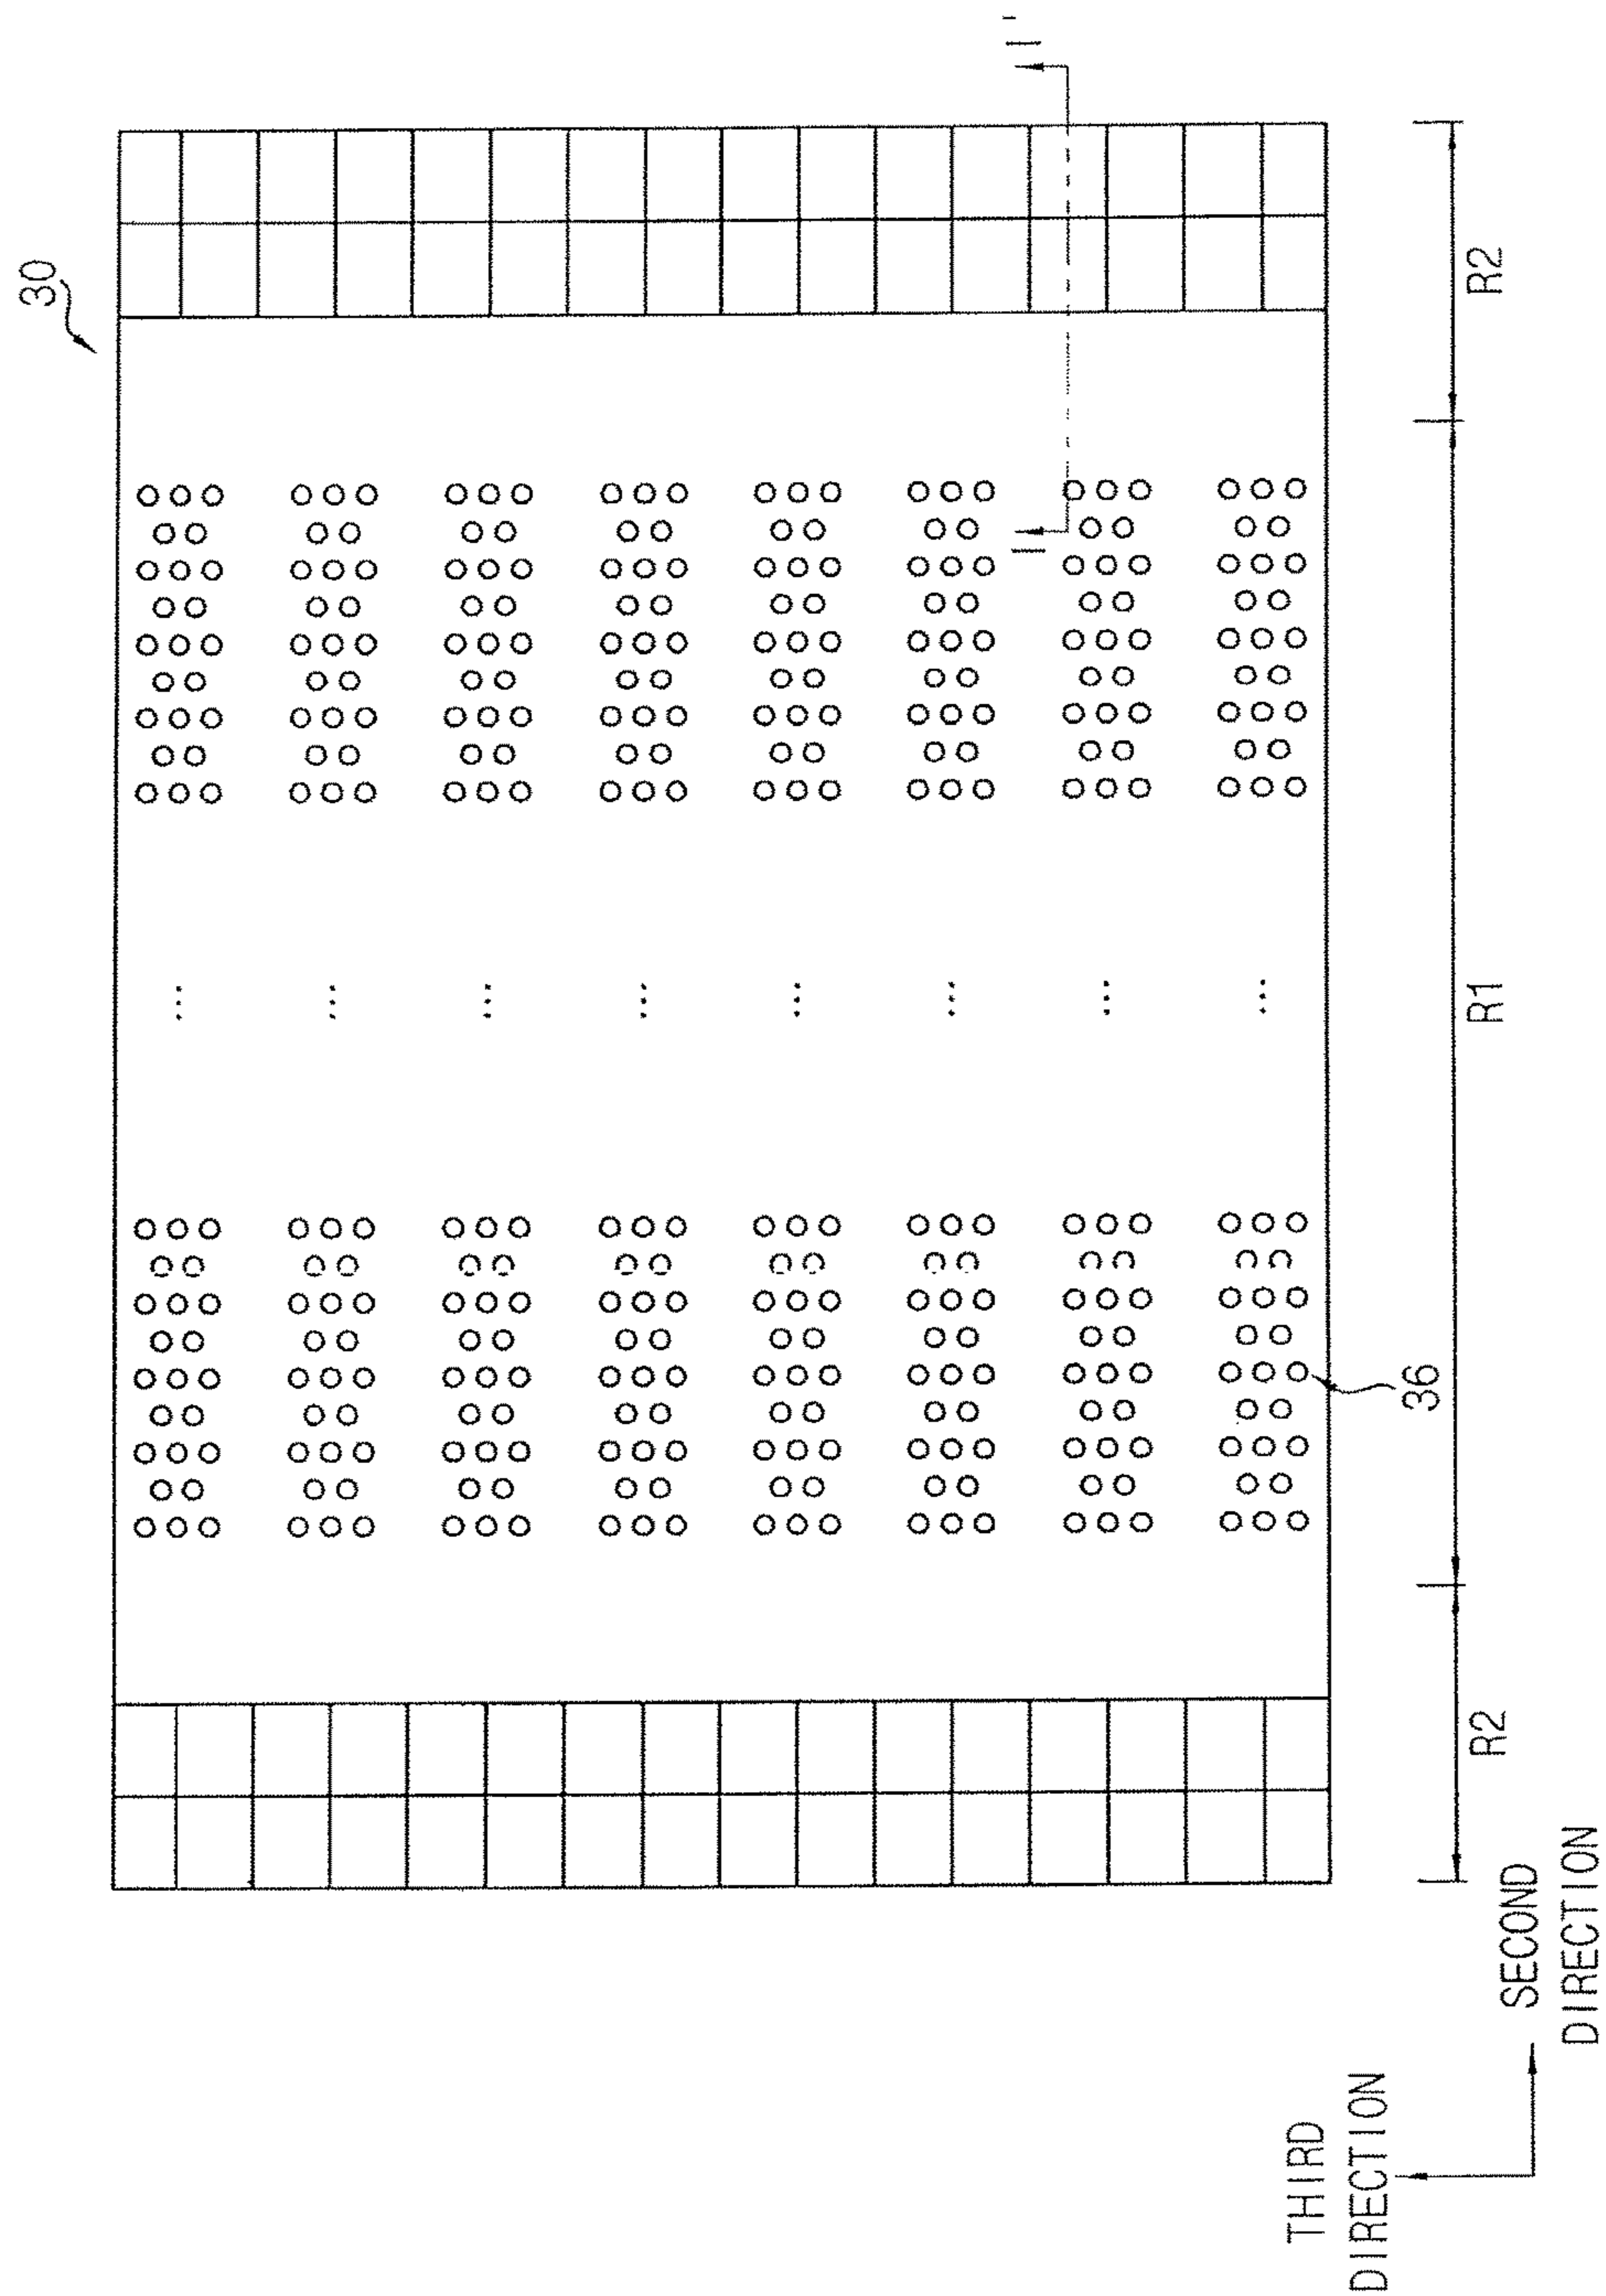 30
I
I'
36
R2
R1
R2
THIRD
DIRECTION
SECOND
DIRECTION